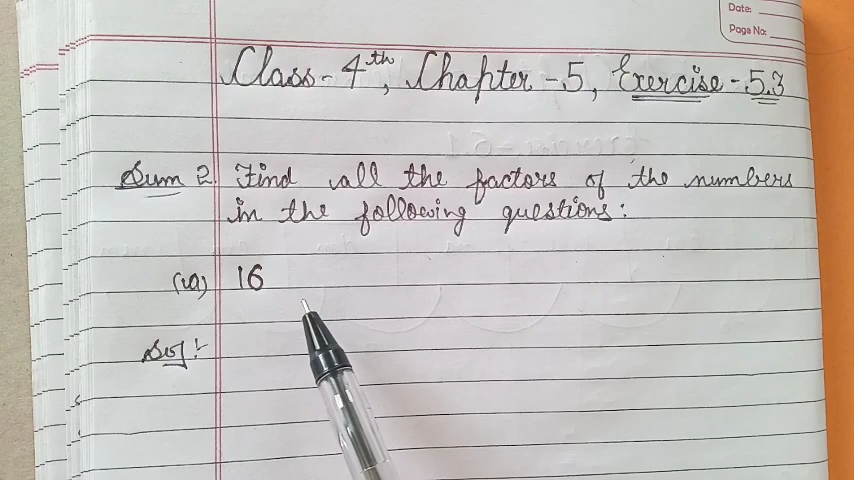 Date:
Page No:
Class-4th, Chapter-5, Exercise-5.3
Sum 2. Find all the factors of the numbers
in the following questions:
(a) 16
Sol:-